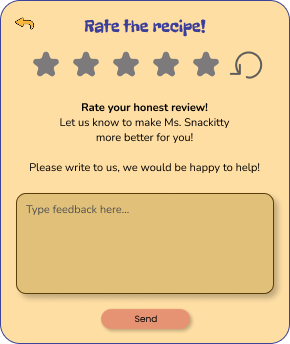 Rate the recipe!
Rate your honest review!
Let us know to make Ms. Snackitty
more better for you!
Please write to us, we would be happy to help!
Type feedback here...
Send